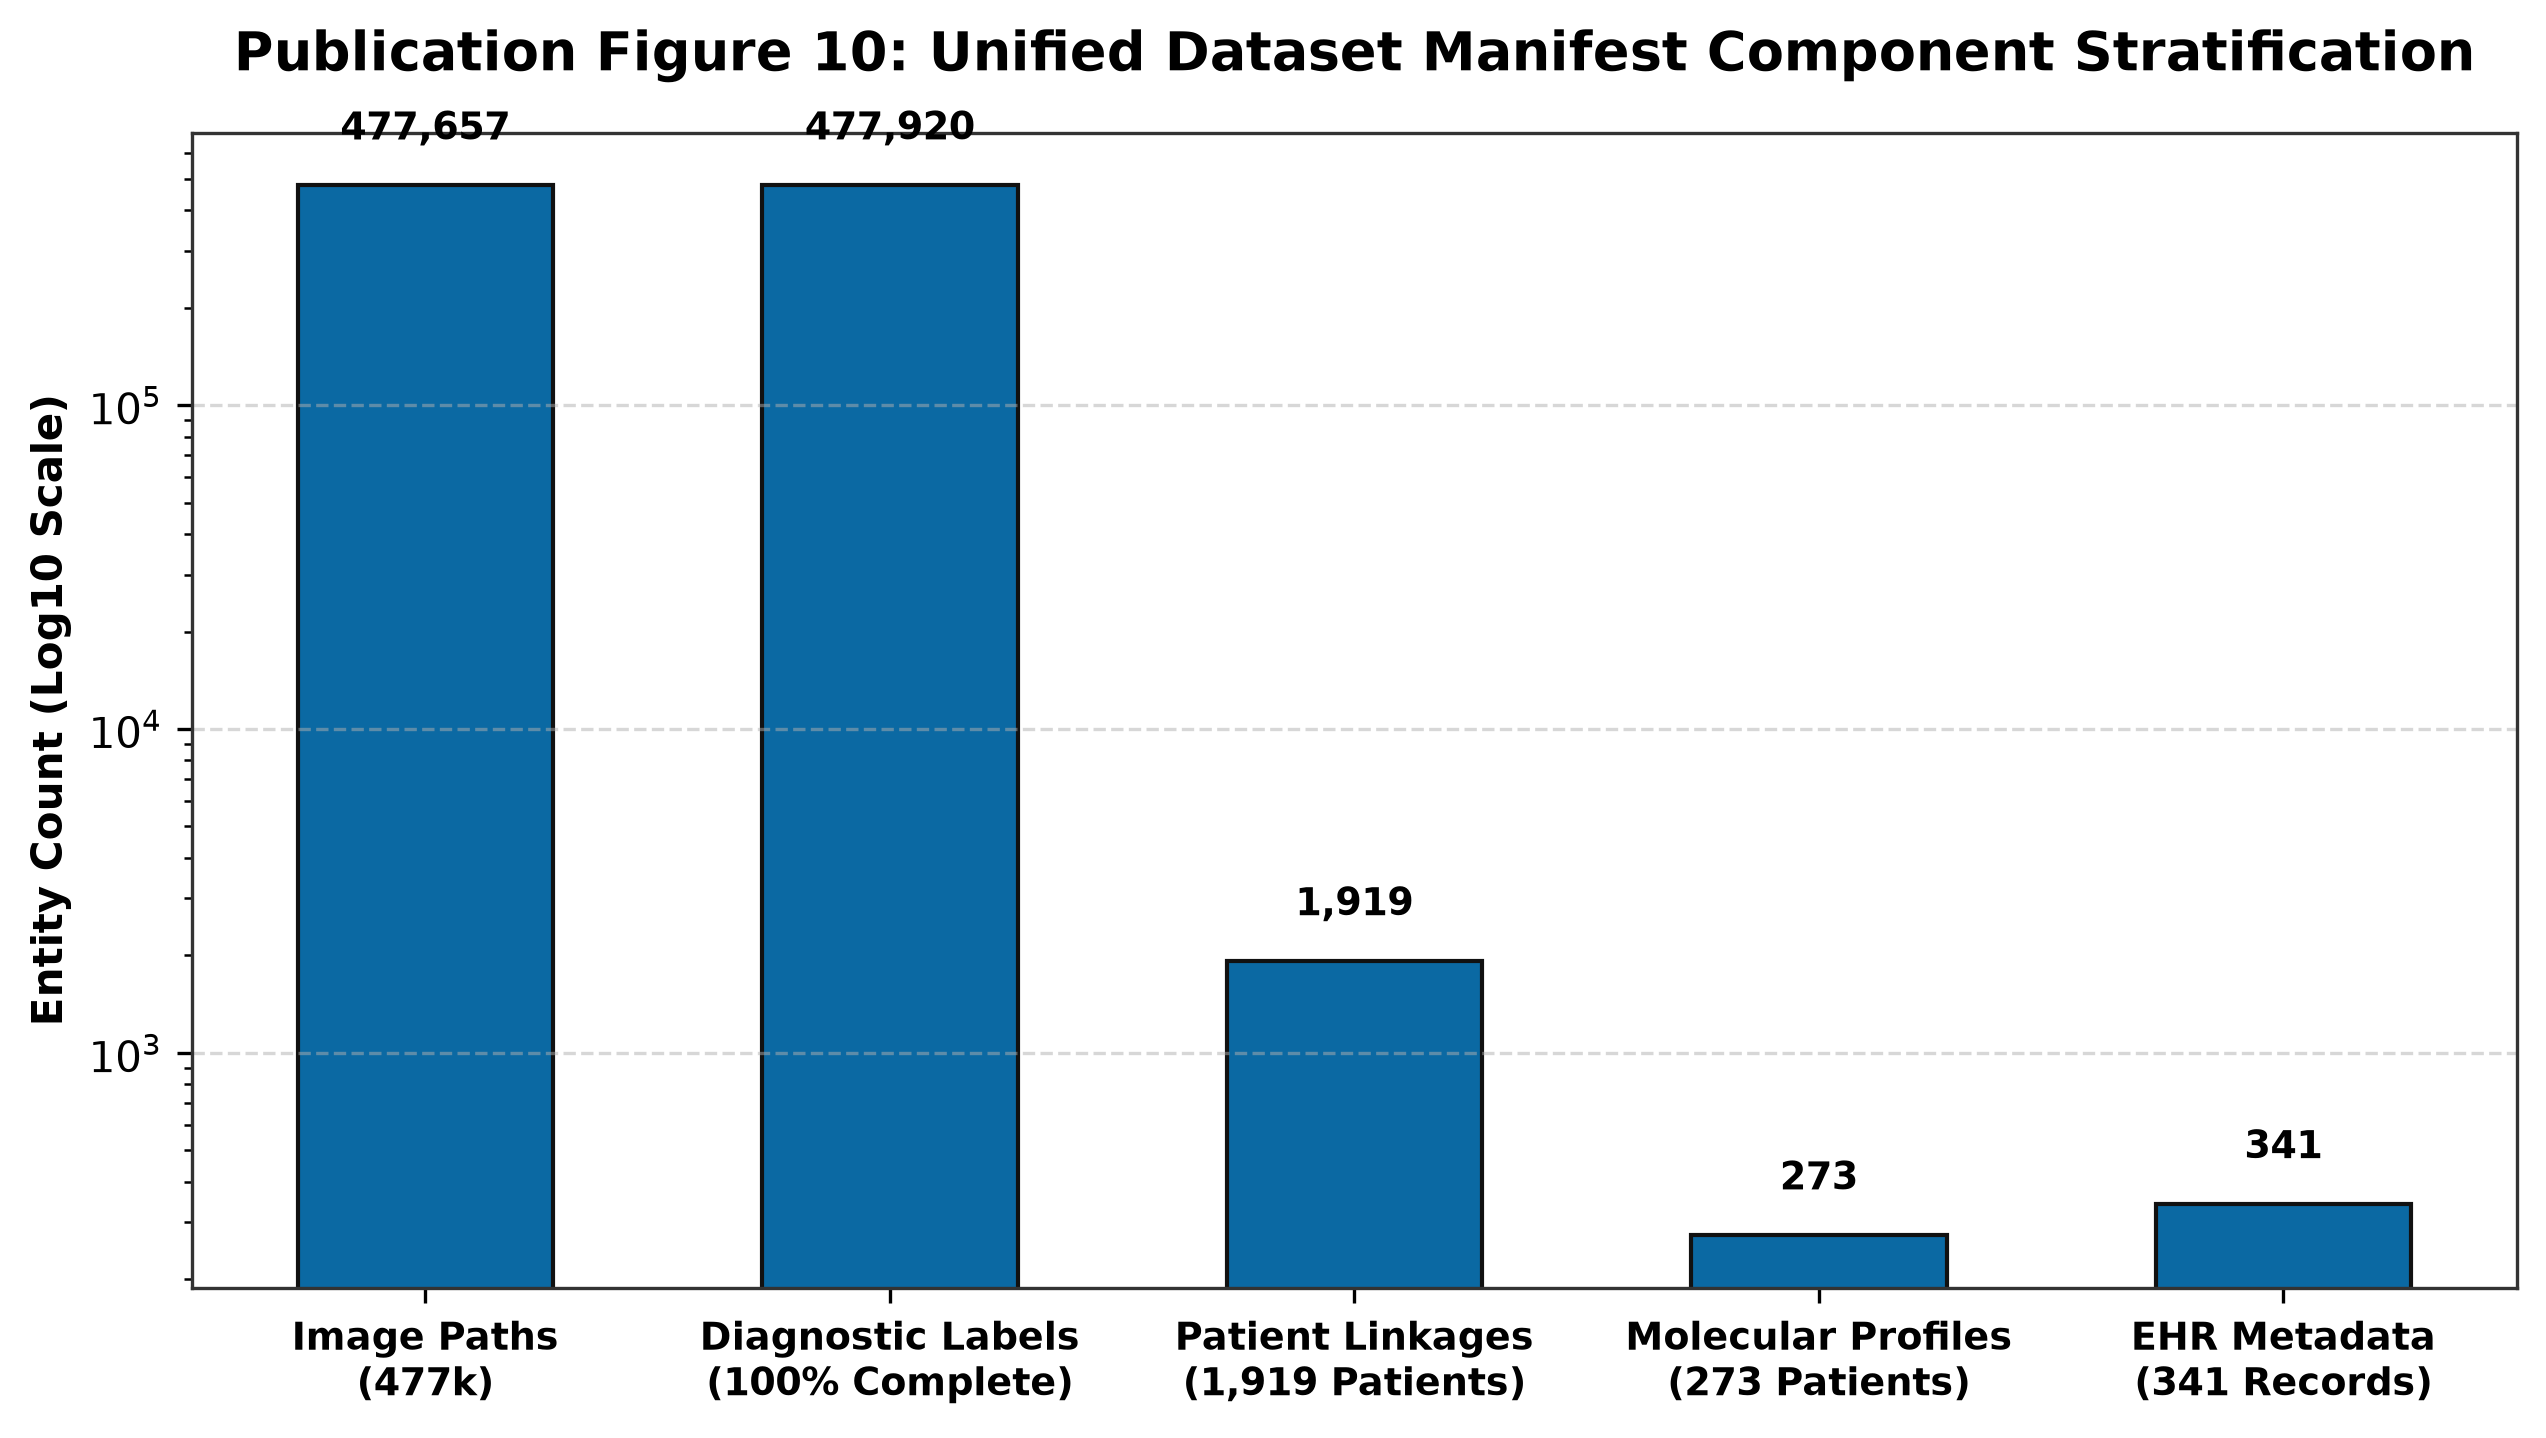 Publication Figure 10: Unified Dataset Manifest Component Stratification
477,657
477,920
1,919
273
341
Entity Count (Log10 Scale)
10⁵
10⁴
10³
Image Paths
(477k)
Diagnostic Labels
(100% Complete)
Patient Linkages
(1,919 Patients)
Molecular Profiles
(273 Patients)
EHR Metadata
(341 Records)